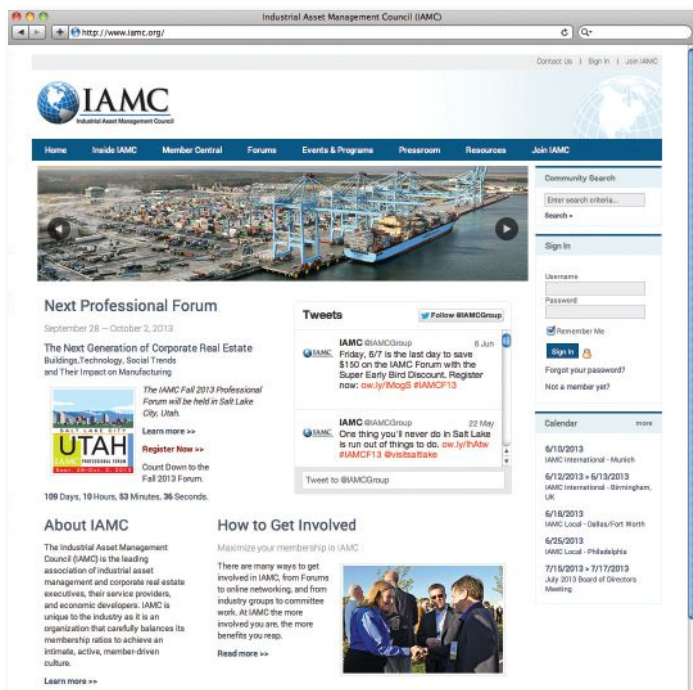 Industrial Asset Management Council (IAMC)
http://www.iamc.org/
Contact Us | Sign In | Join IAMC
IAMC
Industrial Asset Management Council
Home Inside IAMC Member Central Forums Events & Programs Pressroom Resources Join IAMC
Next Professional Forum
September 28 — October 2, 2013
The Next Generation of Corporate Real Estate
Buildings,Technology, Social Trends
and Their Impact on Manufacturing
SALT LAKE CITY
UTAH
IAMC PROFESSIONAL FORUM
Sept. 28-Oct. 2, 2013
The IAMC Fall 2013 Professional
Forum will be held in Salt Lake
City, Utah.
Learn more >>
Register Now >>
Count Down to the
Fall 2013 Forum.
109 Days, 10 Hours, 53 Minutes, 36 Seconds.
Tweets
Follow @IAMCGroup
IAMC @IAMCGroup 6 Jun
Friday, 6/7 is the last day to save
$150 on the IAMC Forum with the
Super Early Bird Discount. Register
now: ow.ly/lMogS #IAMCF13
IAMC @IAMCGroup 22 May
One thing you'll never do in Salt Lake
is run out of things to do. ow.ly/lhAtw
#IAMCF13 @visitsaltlake
Tweet to @IAMCGroup
About IAMC
The Industrial Asset Management
Council (IAMC) is the leading
association of industrial asset
management and corporate real estate
executives, their service providers,
and economic developers. IAMC is
unique to the industry as it is an
organization that carefully balances its
membership ratios to achieve an
intimate, active, member-driven
culture.
Learn more >>
How to Get Involved
Maximize your membership in IAMC
There are many ways to get
involved in IAMC, from Forums
to online networking, and from
industry groups to committee
work. At IAMC the more
involved you are, the more
benefits you reap.
Read more >>
Community Search
Enter search criteria...
Search »
Sign In
Username
Password
Remember Me
Sign In
Forgot your password?
Not a member yet?
Calendar more
6/10/2013
IAMC International - Munich
6/12/2013 » 6/13/2013
IAMC International - Birmingham,
UK
6/18/2013
IAMC Local - Dallas/Fort Worth
6/25/2013
IAMC Local - Philadelphia
7/15/2013 » 7/17/2013
July 2013 Board of Directors
Meeting